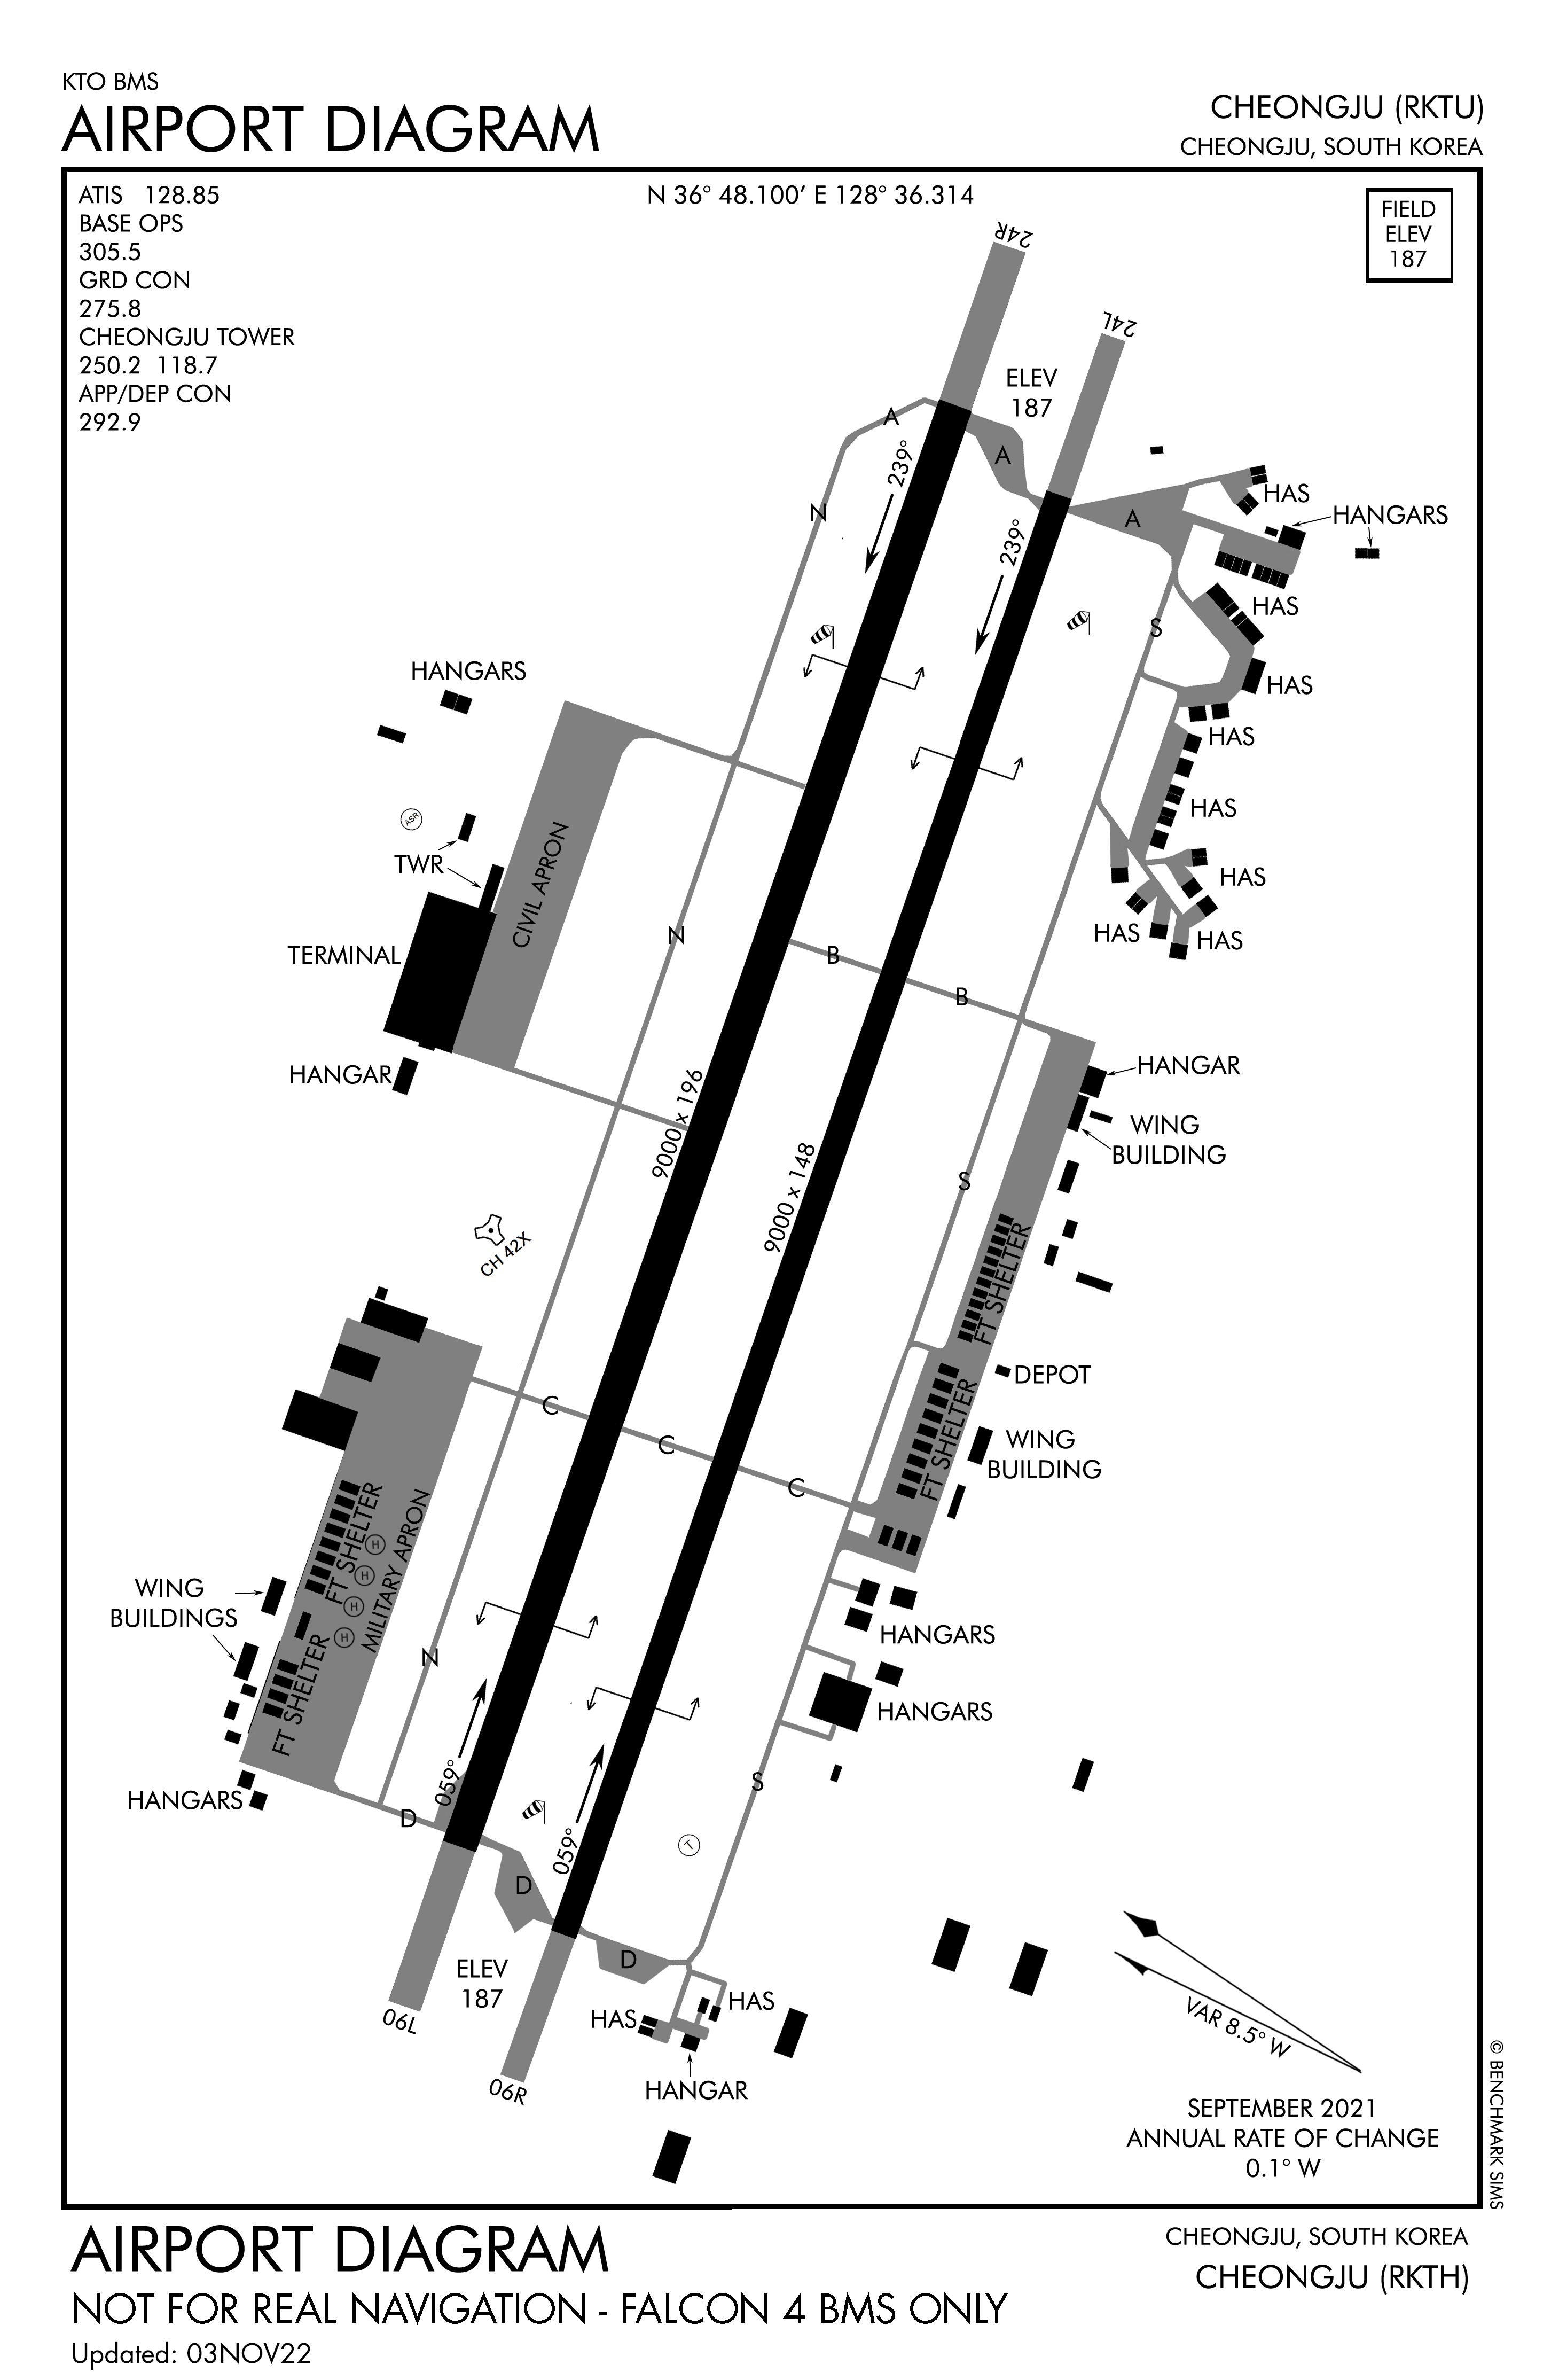 KTO BMS
AIRPORT DIAGRAM
CHEONGJU (RKTU)
CHEONGJU, SOUTH KOREA
ATIS 128.85
BASE OPS
305.5
GRD CON
275.8
CHEONGJU TOWER
250.2 118.7
APP/DEP CON
292.9
N 36° 48.100' E 128° 36.314
FIELD
ELEV
187
24R
24L
ELEV
187
A
A
A
239°
239°
N
S
HAS
HANGARS
HAS
HAS
HAS
HAS
HAS
HAS
HAS
HANGARS
ASR
TWR
CIVIL APRON
TERMINAL
HANGAR
N
B
B
HANGAR
WING
BUILDING
9000 x 196
9000 x 148
S
CH 42X
FT SHELTER
DEPOT
FT SHELTER
WING
BUILDING
C
C
C
FT SHELTER
H
H
H
H
MILITARY APRON
WING
BUILDINGS
FT SHELTER
N
HANGARS
HANGARS
HANGARS
D
059°
059°
S
T
D
D
ELEV
187
06L
06R
HAS
HAS
HANGAR
VAR 8.5° W
SEPTEMBER 2021
ANNUAL RATE OF CHANGE
0.1° W
© BENCHMARK SIMS
AIRPORT DIAGRAM
CHEONGJU, SOUTH KOREA
CHEONGJU (RKTH)
NOT FOR REAL NAVIGATION - FALCON 4 BMS ONLY
Updated: 03NOV22